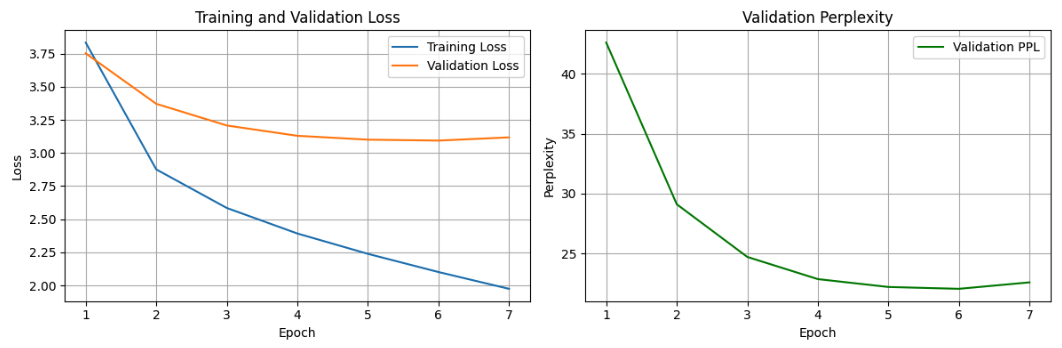 Training and Validation Loss
Training Loss
Validation Loss
3.75
3.50
3.25
3.00
2.75
2.50
2.25
2.00
Loss
1 2 3 4 5 6 7
Epoch
Validation Perplexity
Validation PPL
40
35
30
25
Perplexity
1 2 3 4 5 6 7
Epoch